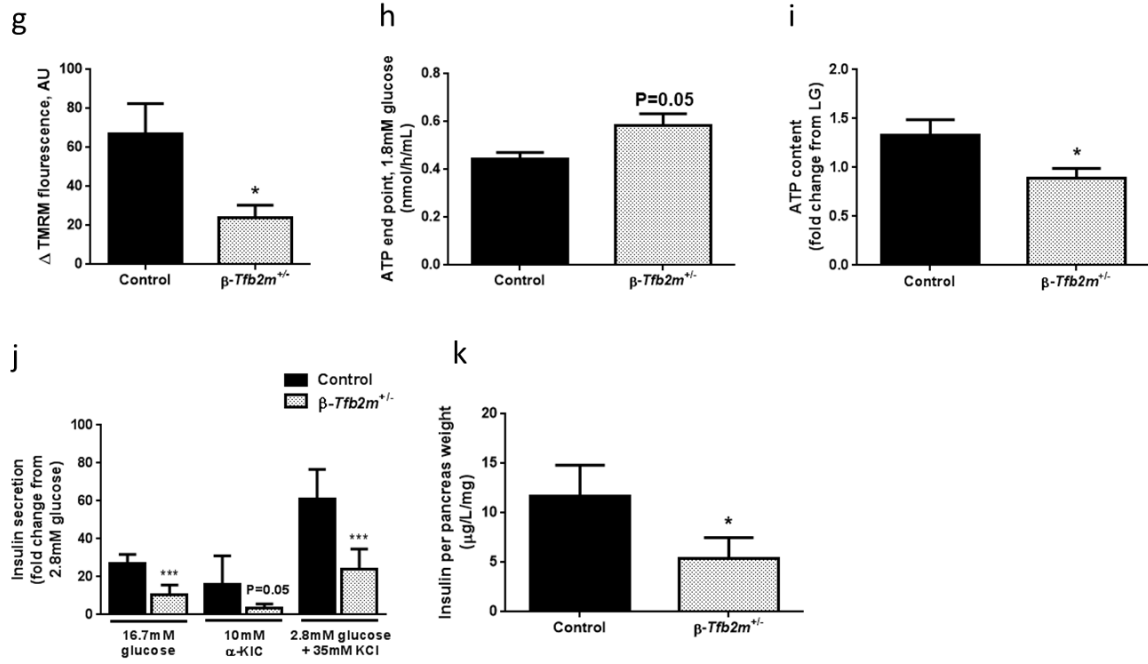 g
Δ TMRM flourescence, AU
100
80
60
40
20
0
*
Control
β-Tfb2m+/-
h
ATP end point, 1.8mM glucose
(nmol/h/mL)
0.8
0.6
0.4
0.2
0.0
P=0.05
Control
β-Tfb2m+/-
i
ATP content
(fold change from LG)
2.0
1.5
1.0
0.5
0.0
*
Control
β-Tfb2m+/-
j
Control
β-Tfb2m+/-
Insulin secretion
(fold change from
2.8mM glucose)
100
80
60
40
20
0
***
P=0.05
***
16.7mM
glucose
10mM
α-KIC
2.8mM glucose
+ 35mM KCl
k
Insulin per pancreas weight
(µg/L/mg)
20
15
10
5
0
*
Control
β-Tfb2m+/-